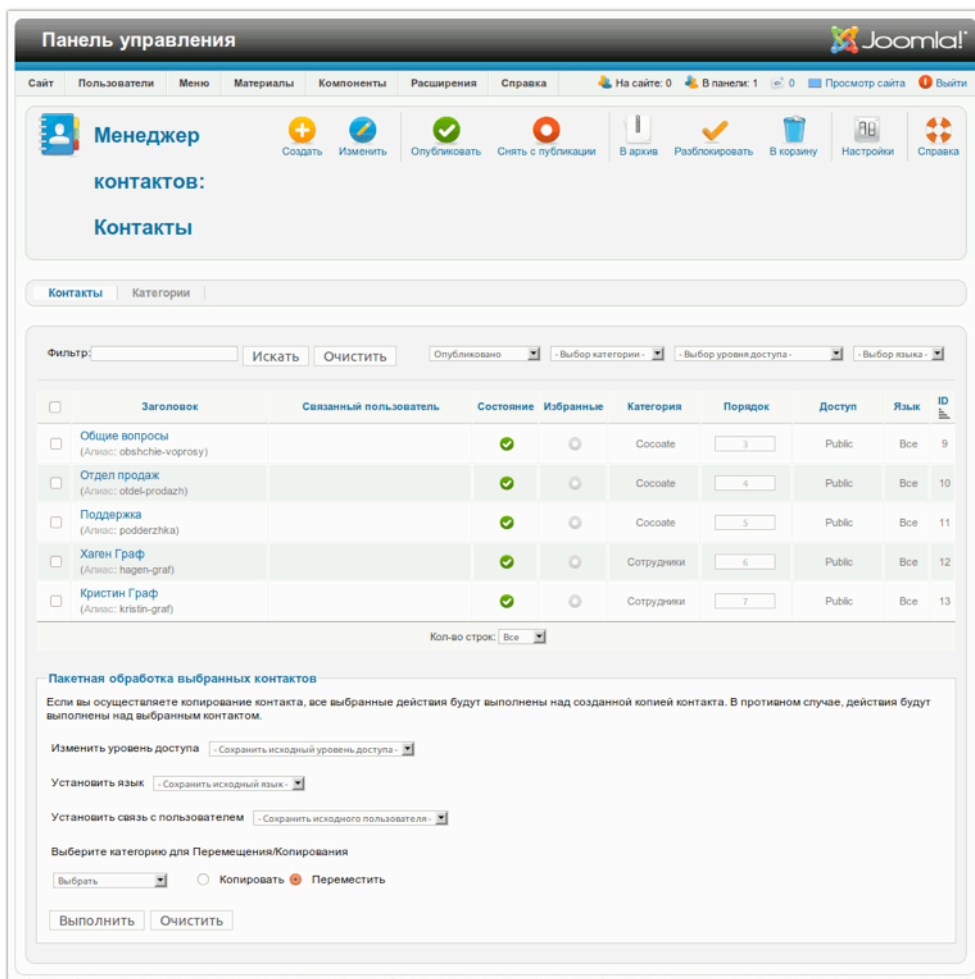 Панель управления
Joomla!
Сайт Пользователи Меню Материалы Компоненты Расширения Справка На сайте: 0 В панели: 1 0 Просмотр сайта Выйти
Менеджер
контактов:
Контакты
Создать Изменить Опубликовать Снять с публикации В архив Разблокировать В корзину Настройки Справка
Контакты Категории
Фильтр: Искать Очистить Опубликовано - Выбор категории - - Выбор уровня доступа - - Выбор языка -
Заголовок Связанный пользователь Состояние Избранные Категория Порядок Доступ Язык ID
Общие вопросы
(Алиас: obshchie-voprosy) Cocoate 3 Public Все 9
Отдел продаж
(Алиас: otdel-prodazh) Cocoate 4 Public Все 10
Поддержка
(Алиас: podderzhka) Cocoate 5 Public Все 11
Хаген Граф
(Алиас: hagen-graf) Сотрудники 6 Public Все 12
Кристин Граф
(Алиас: kristin-graf) Сотрудники 7 Public Все 13
Кол-во строк: Все
Пакетная обработка выбранных контактов
Если вы осуществляете копирование контакта, все выбранные действия будут выполнены над созданной копией контакта. В противном случае, действия будут
выполнены над выбранным контактом.
Изменить уровень доступа - Сохранить исходный уровень доступа -
Установить язык - Сохранить исходный язык -
Установить связь с пользователем - Сохранить исходного пользователя -
Выберите категорию для Перемещения/Копирования
Выбрать Копировать Переместить
Выполнить Очистить